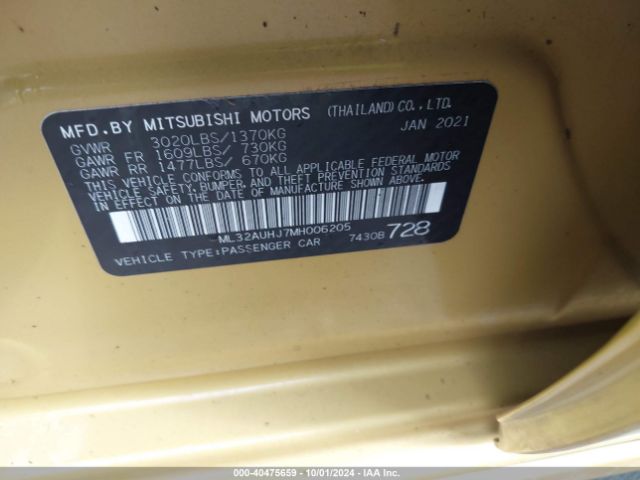 MFD. BY MITSUBISHI MOTORS (THAILAND) CO., LTD.
GVWR 3020LBS/1370KG JAN 2021
GAWR FR 1609LBS/ 730KG
GAWR RR 1477LBS/ 670KG
THIS VEHICLE CONFORMS TO ALL APPLICABLE FEDERAL MOTOR
VEHICLE SAFETY, BUMPER, AND THEFT PREVENTION STANDARDS
IN EFFECT ON THE DATE OF MANUFACTURE SHOWN ABOVE.
ML32AUHJ7MH006205
VEHICLE TYPE:PASSENGER CAR 7430B 728
000-40475659 - 10/01/2024 - IAA Inc.